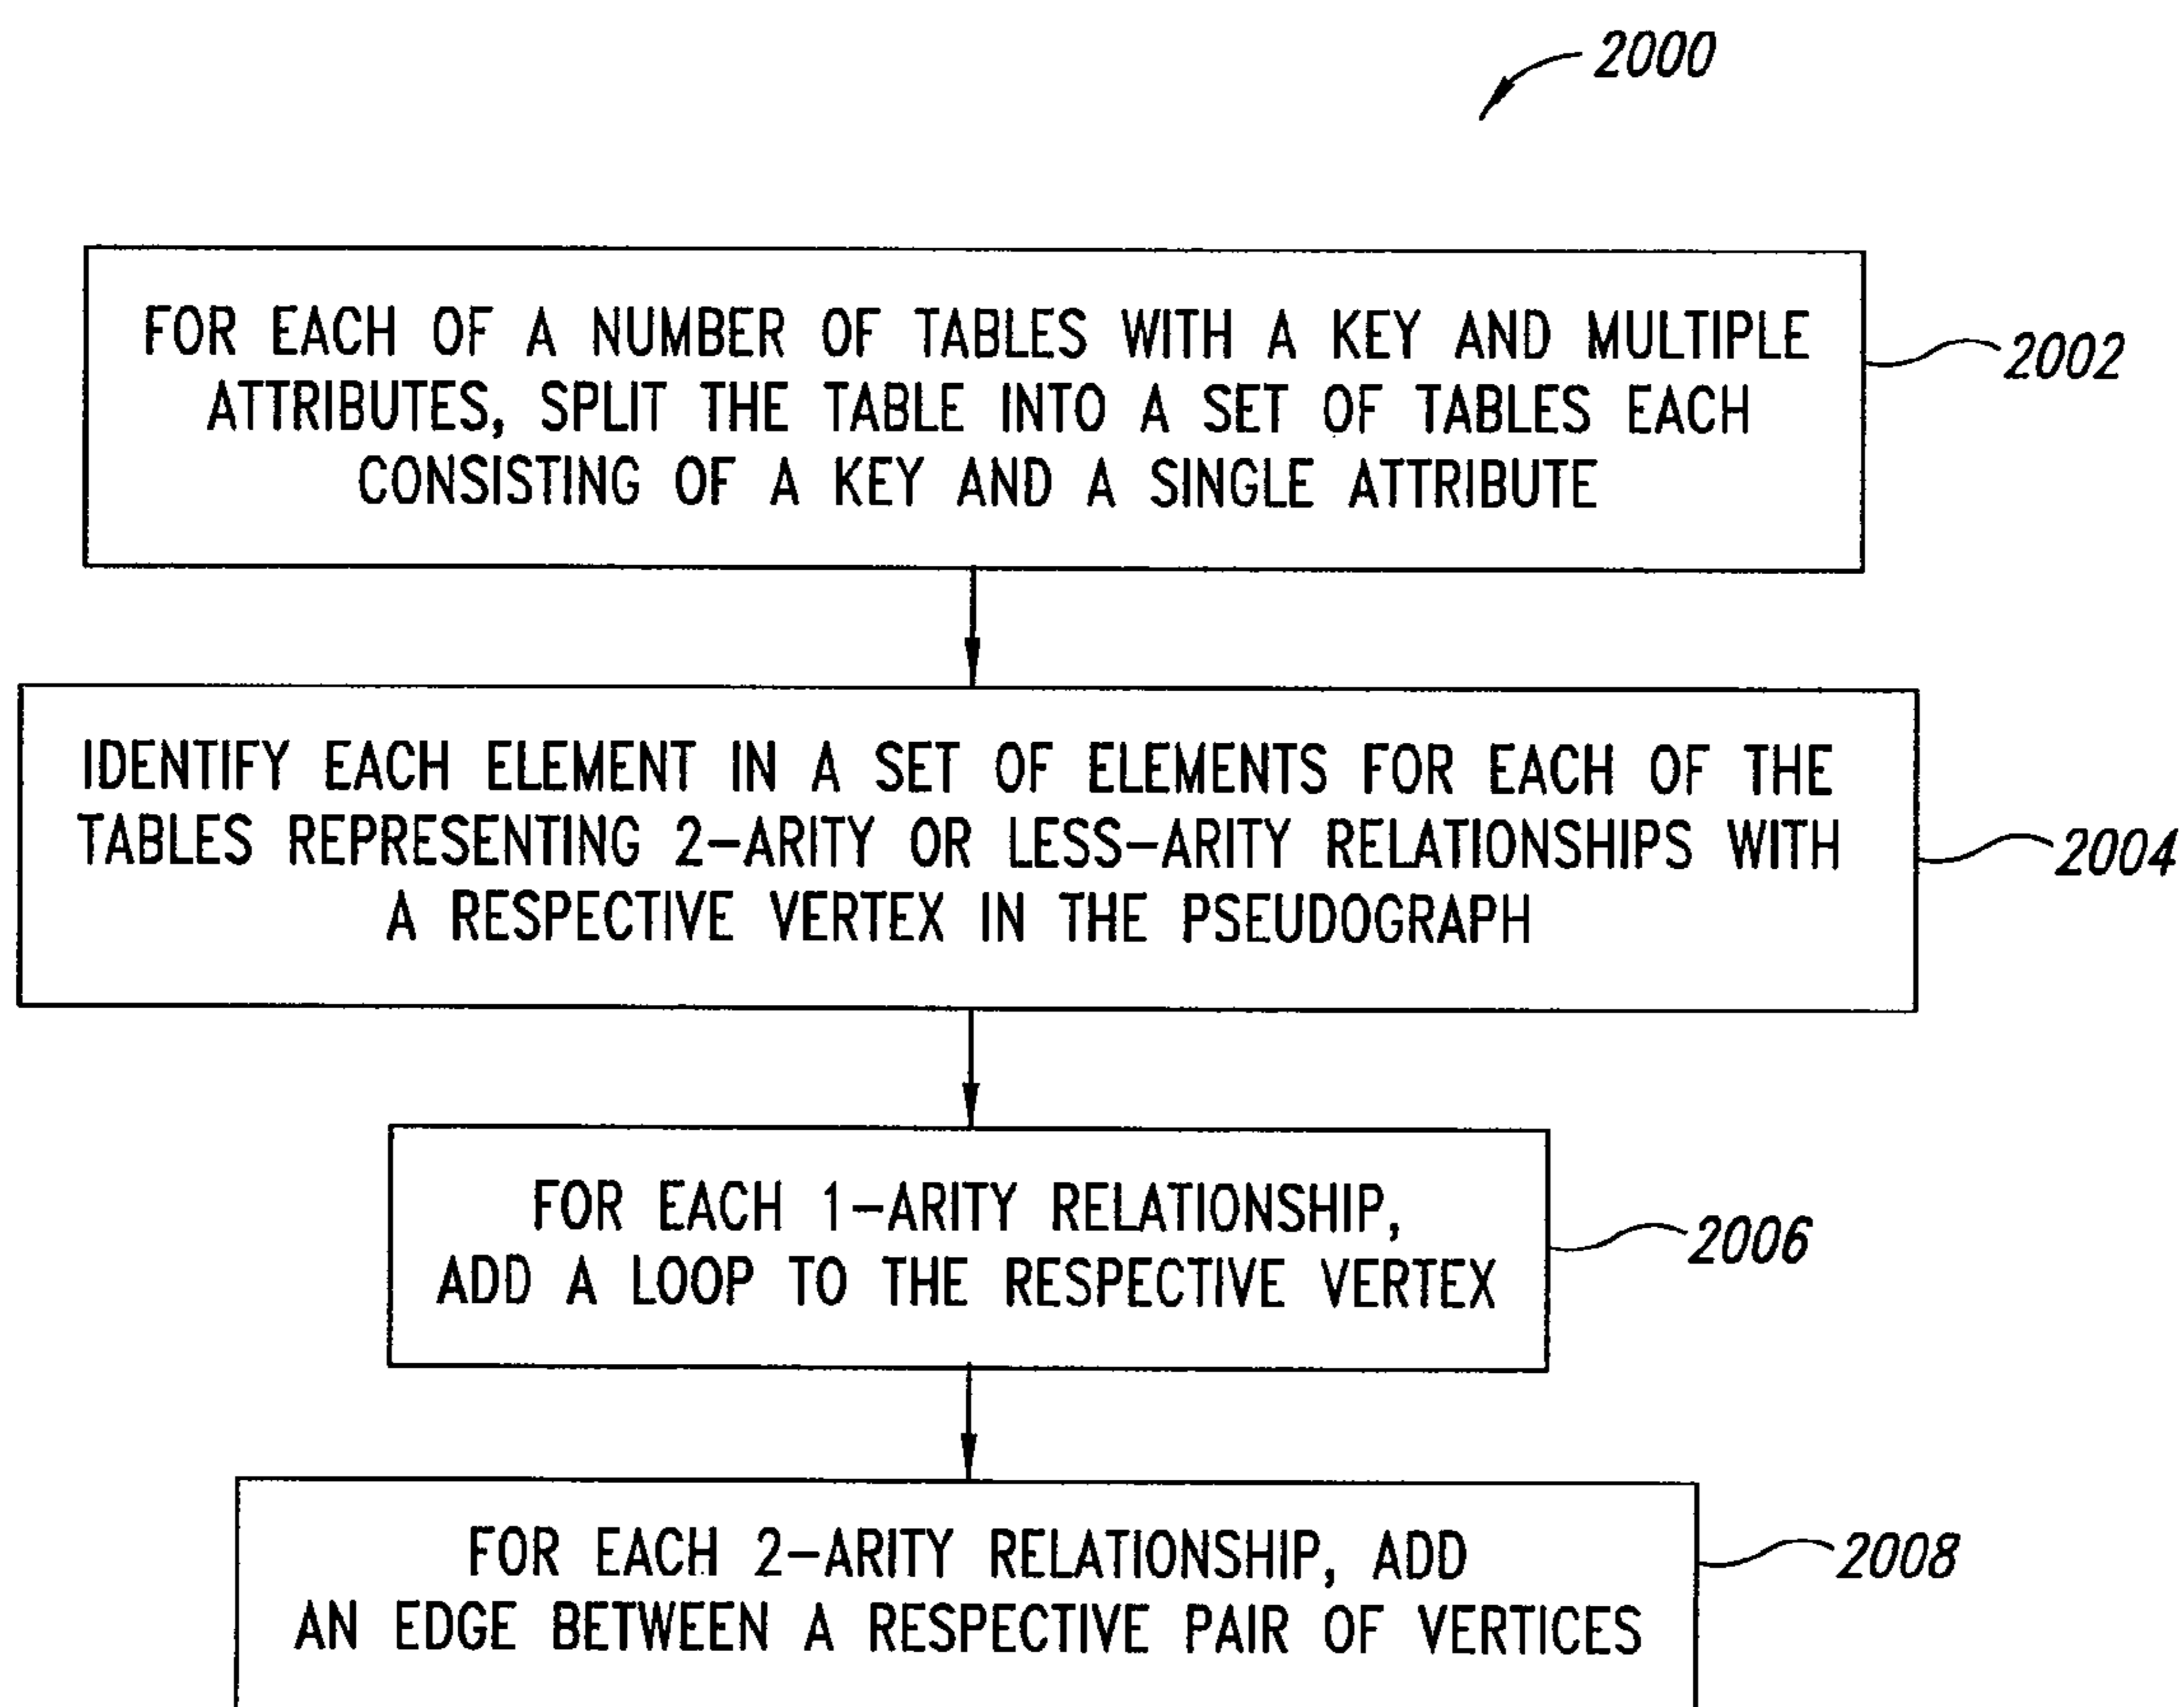 2000
FOR EACH OF A NUMBER OF TABLES WITH A KEY AND MULTIPLE
ATTRIBUTES, SPLIT THE TABLE INTO A SET OF TABLES EACH
CONSISTING OF A KEY AND A SINGLE ATTRIBUTE
2002
IDENTIFY EACH ELEMENT IN A SET OF ELEMENTS FOR EACH OF THE
TABLES REPRESENTING 2-ARITY OR LESS-ARITY RELATIONSHIPS WITH
A RESPECTIVE VERTEX IN THE PSEUDOGRAPH
2004
FOR EACH 1-ARITY RELATIONSHIP,
ADD A LOOP TO THE RESPECTIVE VERTEX
2006
FOR EACH 2-ARITY RELATIONSHIP, ADD
AN EDGE BETWEEN A RESPECTIVE PAIR OF VERTICES
2008